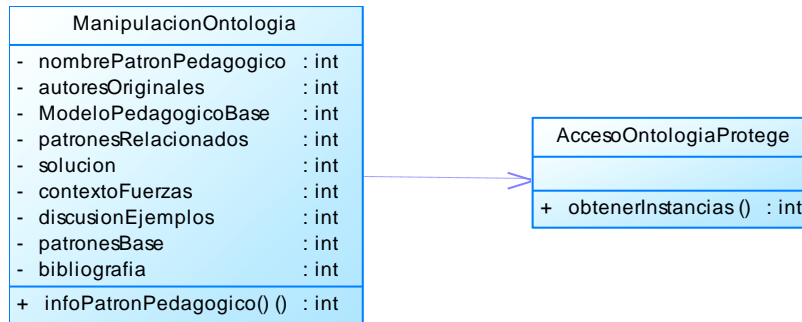 ManipulacionOntologia
- nombrePatronPedagogico : int
- autoresOriginales : int
- ModeloPedagogicoBase : int
- patronesRelacionados : int
- solucion : int
- contextoFuerzas : int
- discusionEjemplos : int
- patronesBase : int
- bibliografia : int
+ infoPatronPedagogico() () : int
AccesoOntologiaProtege
+ obtenerInstancias () : int